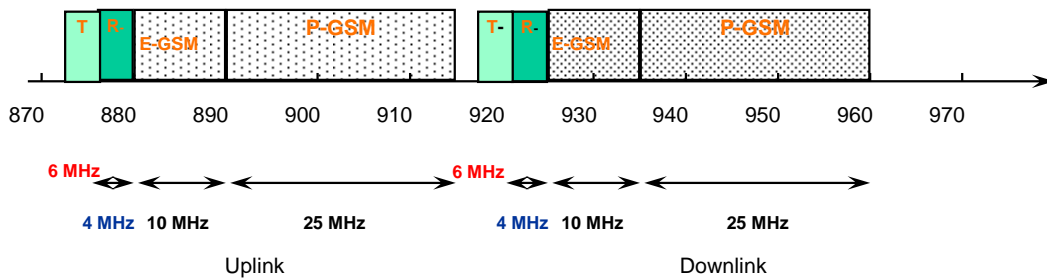 T R- E-GSM P-GSM T- R- E-GSM P-GSM
870 880 890 900 910 920 930 940 950 960 970
6 MHz 6 MHz
4 MHz 10 MHz 25 MHz 4 MHz 10 MHz 25 MHz
Uplink Downlink